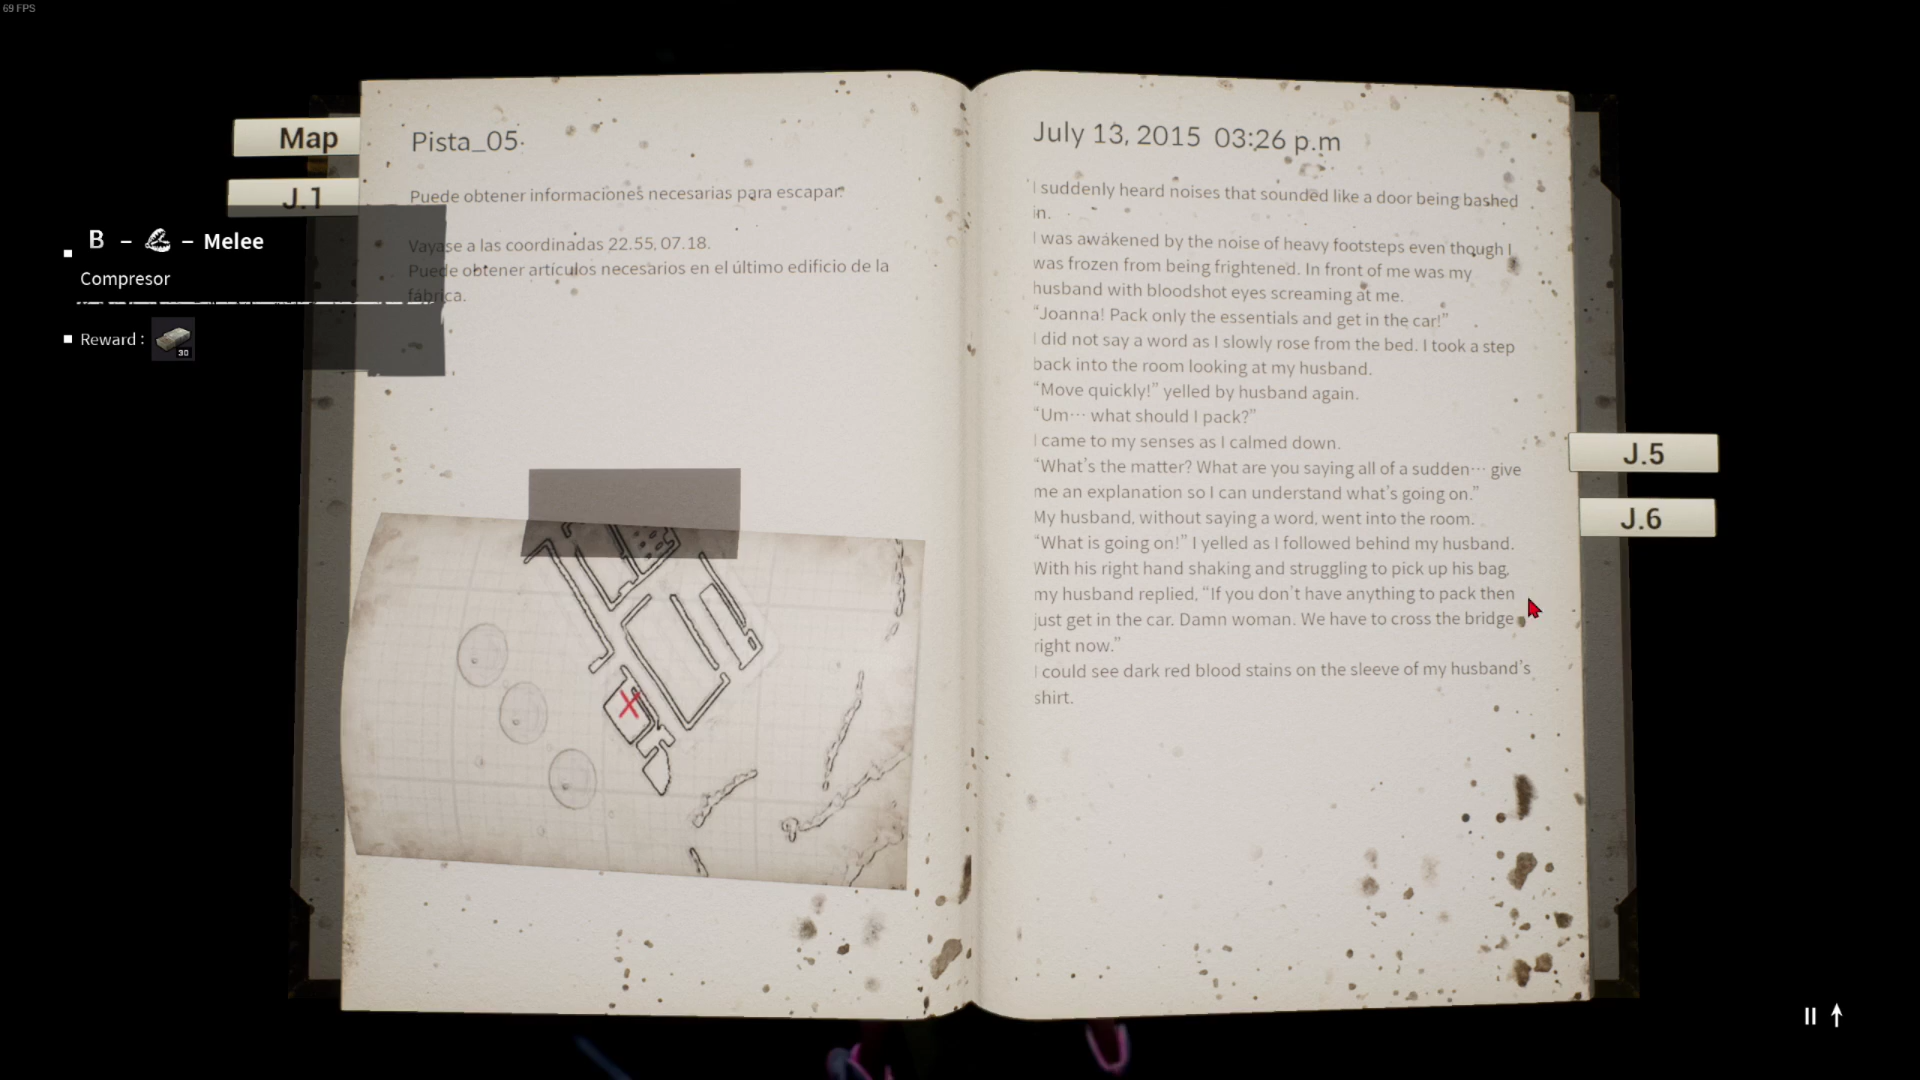 69 FPS
Map
J.1
B – – Melee
Compresor
Reward :
30
Pista_05.
Puede obtener informaciones necesarias para escapar.
Vayase a las coordinadas 22.55, 07.18.
Puede obtener artículos necesarios en el último edificio de la
fábrica.
July 13, 2015 03:26 p.m
I suddenly heard noises that sounded like a door being bashed
in.
I was awakened by the noise of heavy footsteps even though I
was frozen from being frightened. In front of me was my
husband with bloodshot eyes screaming at me.
“Joanna! Pack only the essentials and get in the car!”
I did not say a word as I slowly rose from the bed. I took a step
back into the room looking at my husband.
“Move quickly!” yelled by husband again.
“Um··· what should I pack?”
I came to my senses as I calmed down.
“What’s the matter? What are you saying all of a sudden··· give
me an explanation so I can understand what’s going on.”
My husband, without saying a word, went into the room.
“What is going on!” I yelled as I followed behind my husband.
With his right hand shaking and struggling to pick up his bag,
my husband replied, “If you don’t have anything to pack then
just get in the car. Damn woman. We have to cross the bridge
right now.”
I could see dark red blood stains on the sleeve of my husband’s
shirt.
J.5
J.6